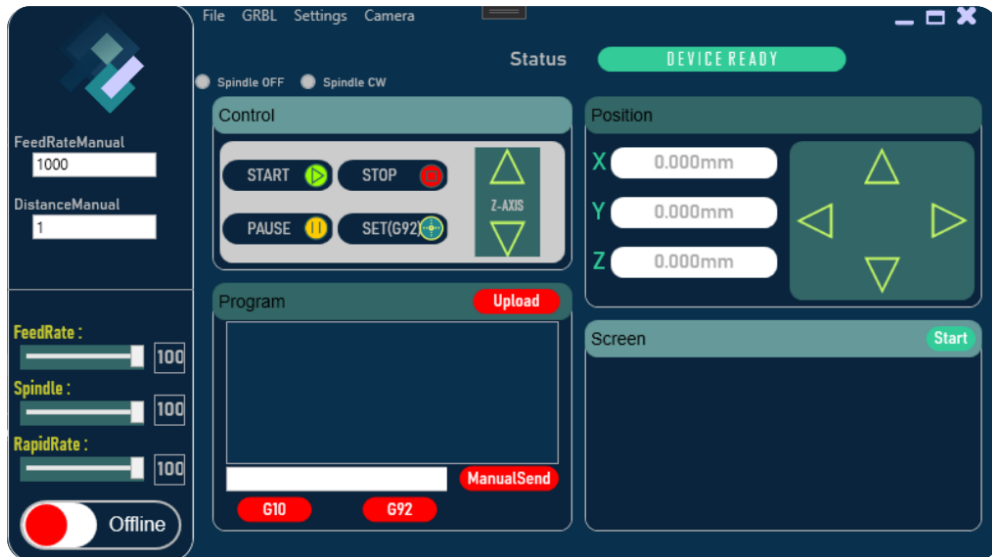 File GRBL Settings Camera
Status DEVICE READY
Spindle OFF Spindle CW
FeedRateManual
1000
DistanceManual
1
Control
START STOP
PAUSE SET(G92)
Z-AXIS
Position
X 0.000mm
Y 0.000mm
Z 0.000mm
FeedRate :
100
Spindle :
100
RapidRate :
100
Offline
Program Upload
ManualSend
G10 G92
Screen Start